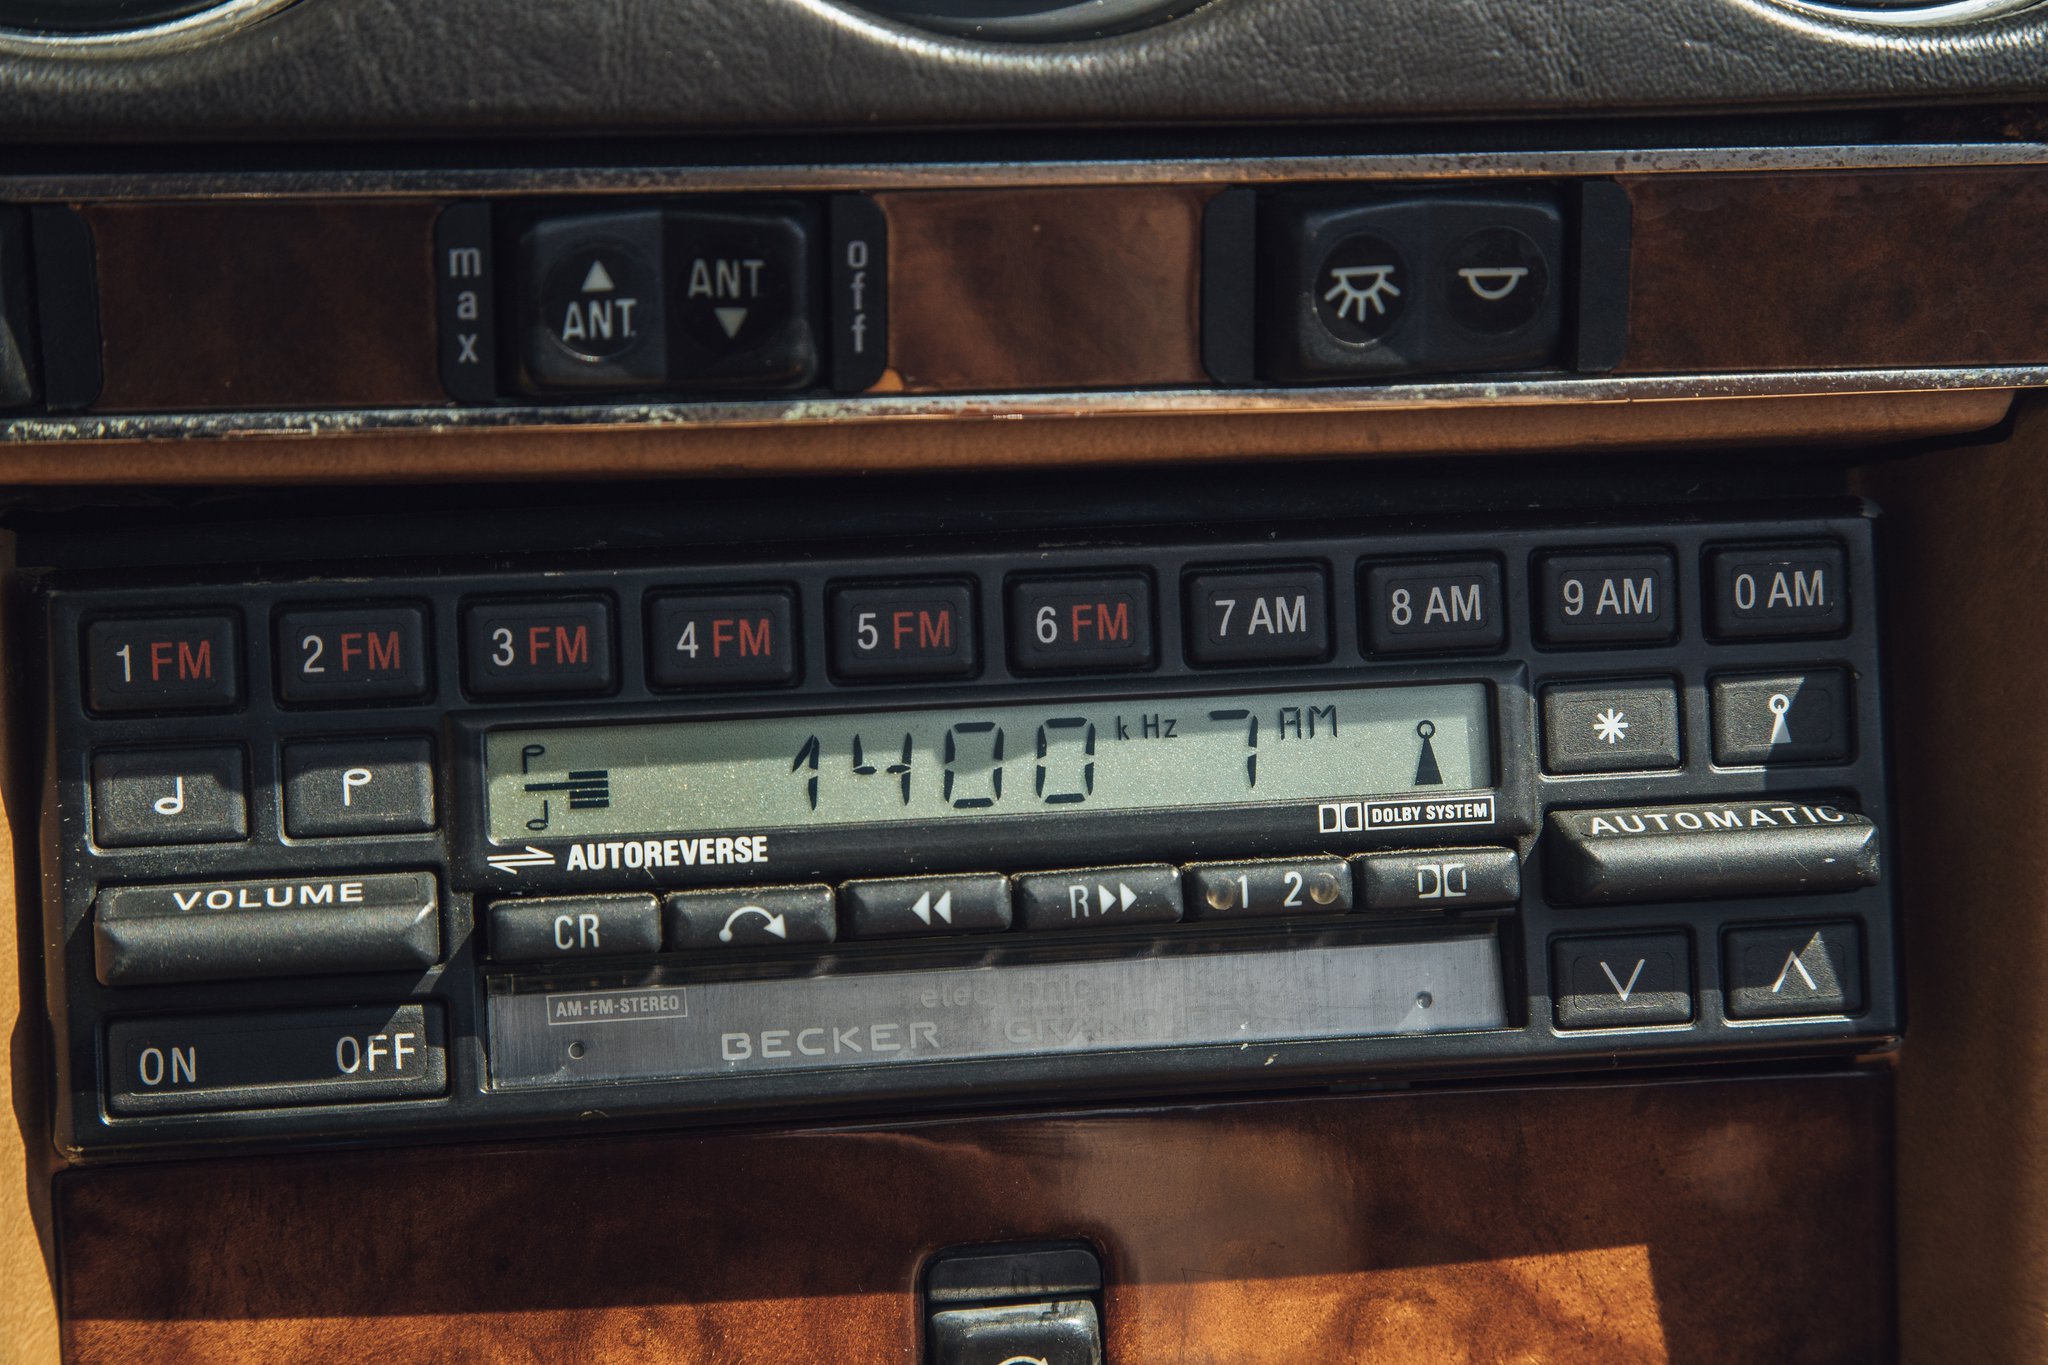 max
ANT
ANT
off
1 FM
2 FM
3 FM
4 FM
5 FM
6 FM
7 AM
8 AM
9 AM
0 AM
1400 kHz 7 AM
DOLBY SYSTEM
AUTOREVERSE
VOLUME
AUTOMATIC
CR
R
1 2
AM-FM-STEREO
electronic
BECKER GRAND
ON OFF